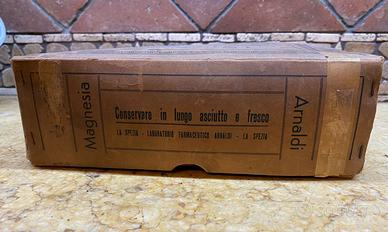 Magnesia
Conservare in luogo asciutto e fresco
LA SPEZIA - LABORATORIO FARMACEUTICO ARNALDI - LA SPEZIA
Arnaldi